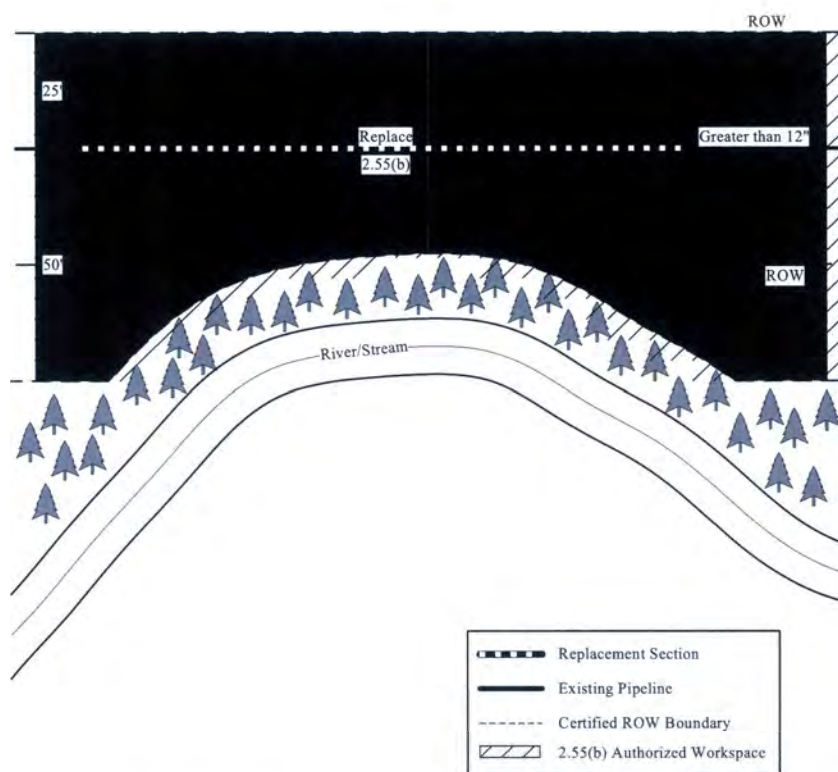 ROW
25'
Replace
Greater than 12"
2.55(b)
50'
ROW
River/Stream
Replacement Section
Existing Pipeline
Certified ROW Boundary
2.55(b) Authorized Workspace